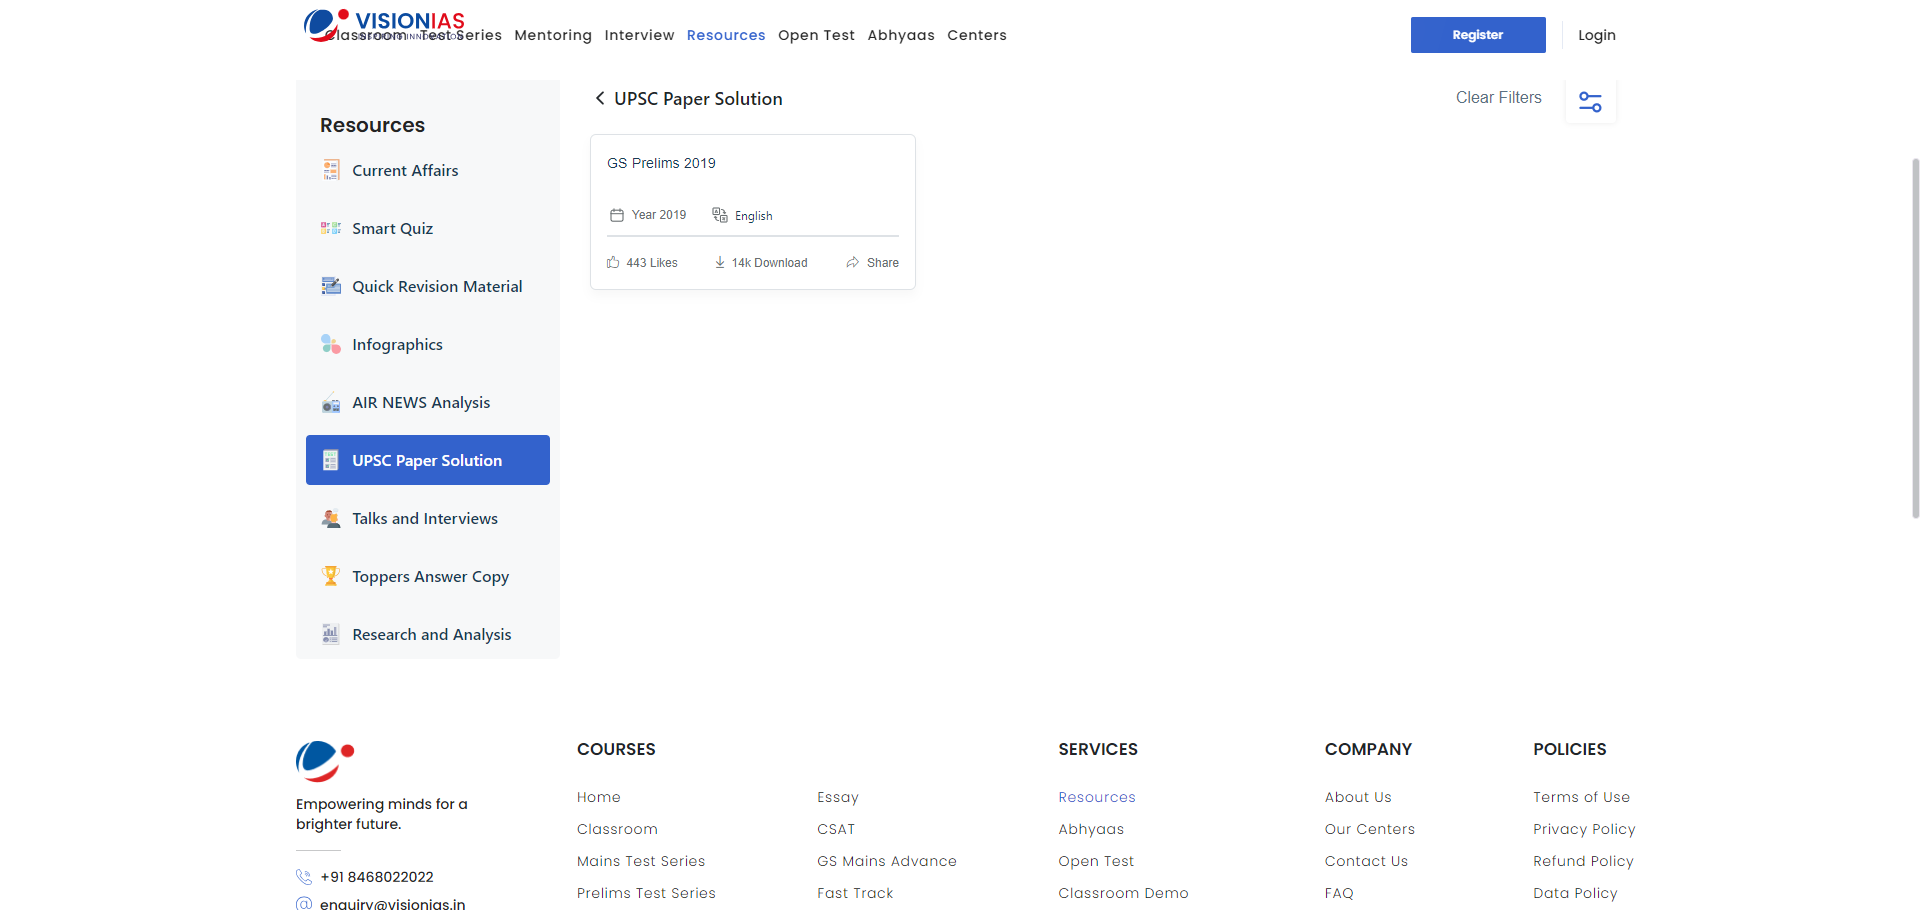 VISIONIAS
Classroom Test Series Mentoring Interview Resources Open Test Abhyaas Centers
Register
Login
Resources
Current Affairs
Smart Quiz
Quick Revision Material
Infographics
AIR NEWS Analysis
UPSC Paper Solution
Talks and Interviews
Toppers Answer Copy
Research and Analysis
UPSC Paper Solution
Clear Filters
GS Prelims 2019
Year 2019 English
443 Likes 14k Download Share
Empowering minds for a
brighter future.
+91 8468022022
enquiry@visionias.in
COURSES
Home
Classroom
Mains Test Series
Prelims Test Series
Essay
CSAT
GS Mains Advance
Fast Track
SERVICES
Resources
Abhyaas
Open Test
Classroom Demo
COMPANY
About Us
Our Centers
Contact Us
FAQ
POLICIES
Terms of Use
Privacy Policy
Refund Policy
Data Policy